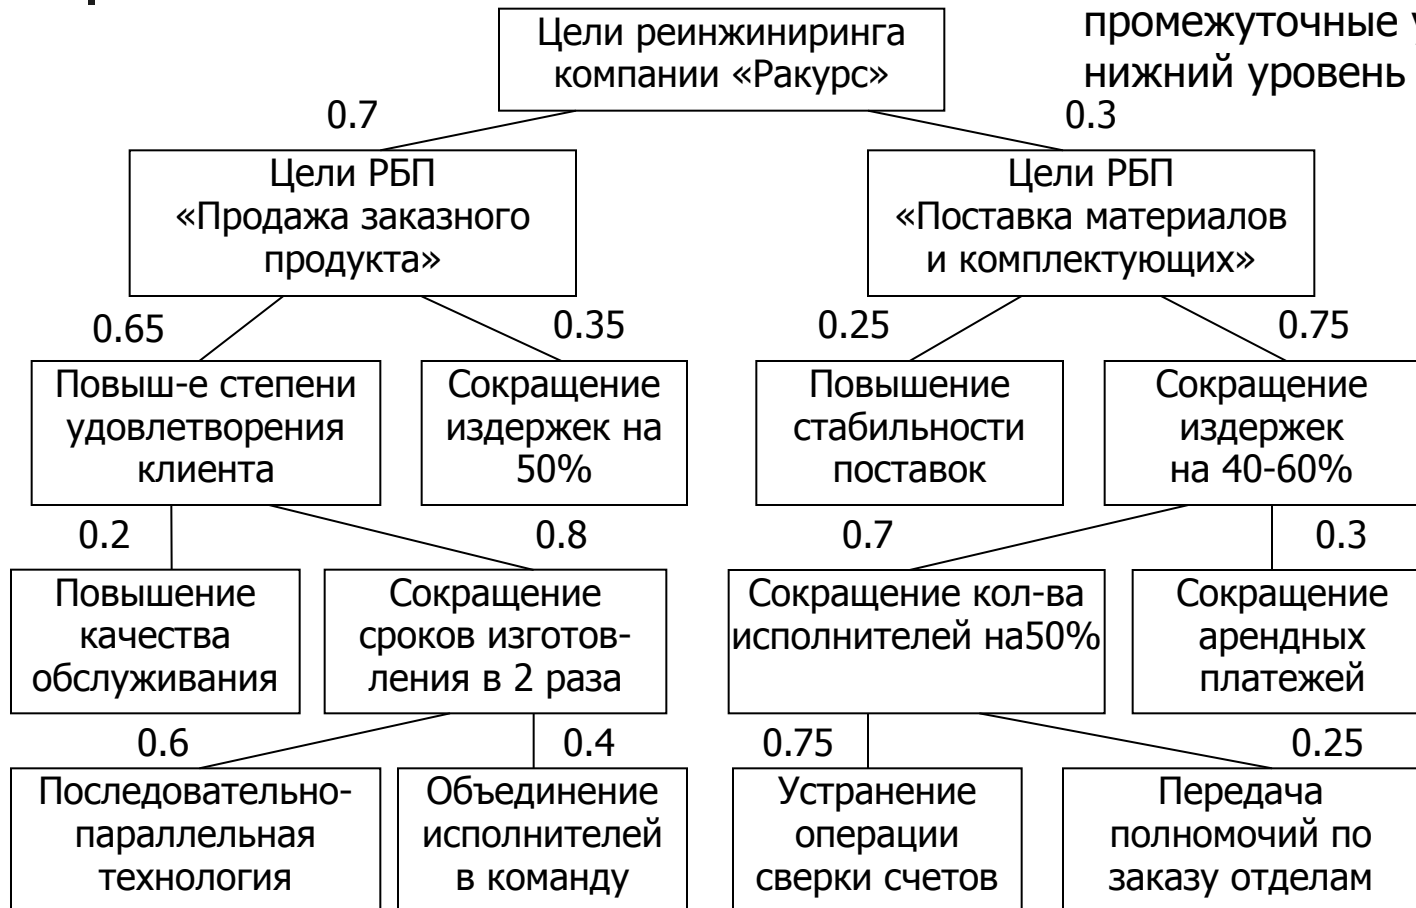 промежуточные
нижний уровень
Цели реинжиниринга
компании «Ракурс»
0.7
0.3
Цели РБП
«Продажа заказного
продукта»
Цели РБП
«Поставка материалов
и комплектующих»
0.65
0.35
0.25
0.75
Повыш-е степени
удовлетворения
клиента
Сокращение
издержек на
50%
Повышение
стабильности
поставок
Сокращение
издержек
на 40-60%
0.2
0.8
0.7
0.3
Повышение
качества
обслуживания
Сокращение
сроков изготов-
ления в 2 раза
Сокращение кол-ва
исполнителей на50%
Сокращение
арендных
платежей
0.6
0.4
0.75
0.25
Последовательно-
параллельная
технология
Объединение
исполнителей
в команду
Устранение
операции
сверки счетов
Передача
полномочий по
заказу отделам